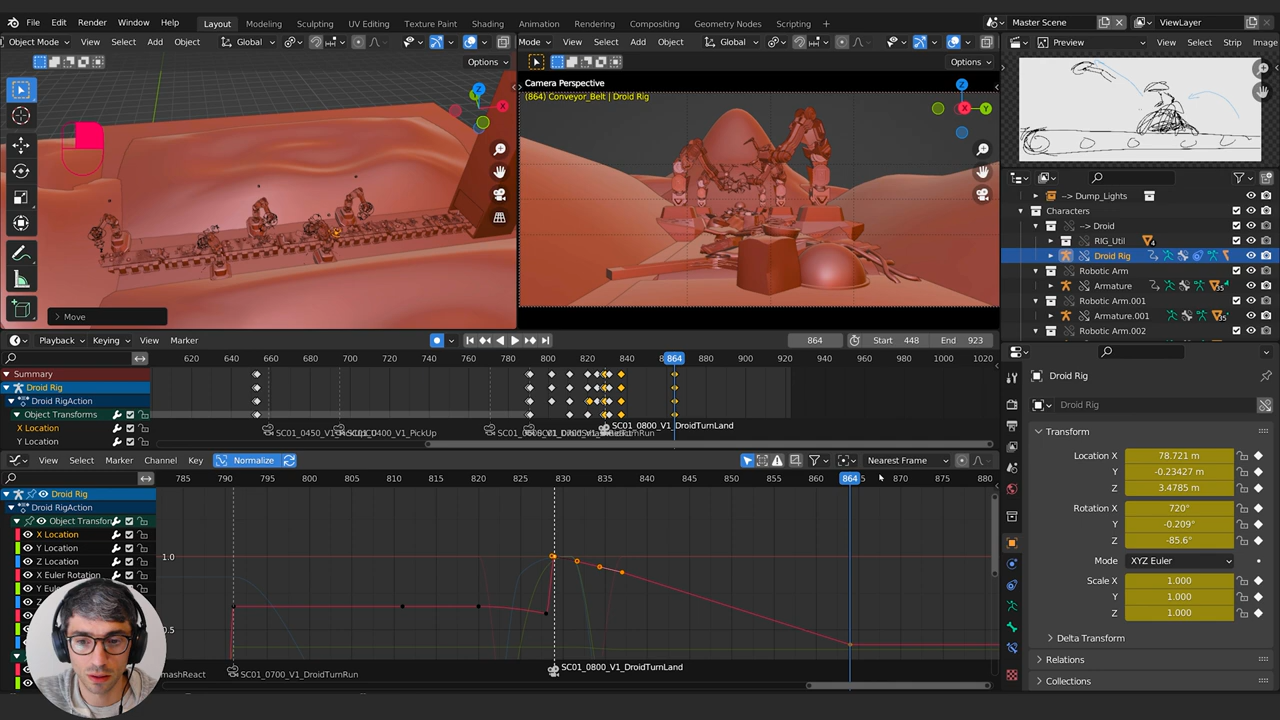 File Edit Render Window Help Layout Modeling Sculpting UV Editing Texture Paint Shading Animation Rendering Compositing Geometry Nodes Scripting + Master Scene ViewLayer
Object Mode View Select Add Object Global
Mode View Select Add Object Global
Preview View Select Strip Image
Options
Options
Camera Perspective
(864) Conveyor_Belt | Droid Rig
Z
X
Y
Z
X
Y
Move
--> Dump_Lights
Characters
--> Droid
RIG_Util
Droid Rig
Robotic Arm
Armature
Robotic Arm.001
Armature.001
Robotic Arm.002
Playback Keying View Marker 864 Start 448 End 923
620 640 660 680 700 720 740 760 780 800 820 840 864 880 900 920 940 960 980 1000 1020
Summary
Droid Rig
Droid RigAction
Object Transforms
X Location
Y Location
SC01_0800_V1_DroidTurnLand
View Select Marker Channel Key Normalize Nearest Frame
785 790 795 800 805 810 815 820 825 830 835 840 845 850 855 864 870 875 880
Droid Rig
Droid RigAction
Object Transfor
X Location
Y Location
Z Location
X Euler Rotation
Y Eule
1.0
0.5
SC01_0700_V1_DroidTurnRun
SC01_0800_V1_DroidTurnLand
Droid Rig
Droid Rig
Transform
Location X 78.721 m
Y -0.23427 m
Z 3.4785 m
Rotation X 720°
Y -0.209°
Z -85.6°
Mode XYZ Euler
Scale X 1.000
Y 1.000
Z 1.000
Delta Transform
Relations
Collections